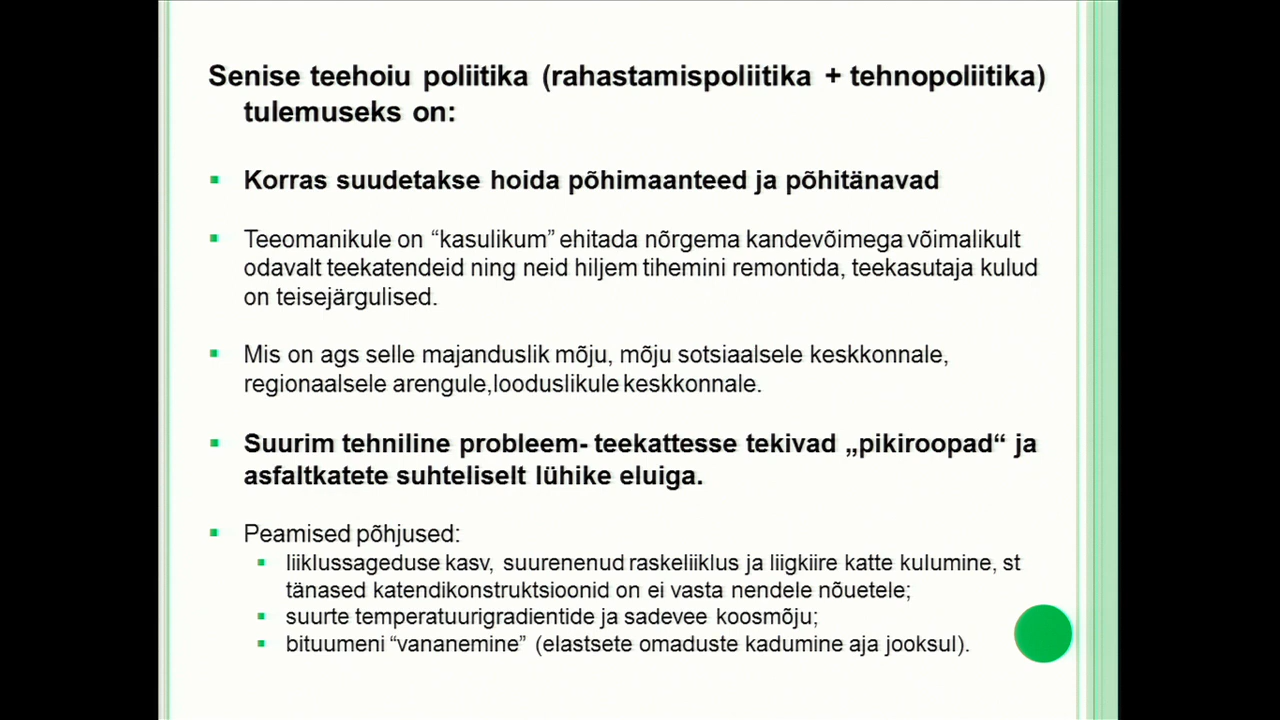 Senise teehoiu poliitika (rahastamispoliitika + tehnopoliitika)
tulemuseks on:
Korras suudetakse hoida põhimaanteed ja põhitänavad
Teeomanikule on “kasulikum” ehitada nõrgema kandevõimega võimalikult
odavalt teekatendeid ning neid hiljem tihemini remontida, teekasutaja kulud
on teisejärgulised.
Mis on ags selle majanduslik mõju, mõju sotsiaalsele keskkonnale,
regionaalsele arengule,looduslikule keskkonnale.
Suurim tehniline probleem- teekattesse tekivad „pikiroopad“ ja
asfaltkatete suhteliselt lühike eluiga.
Peamised põhjused:
liiklussageduse kasv, suurenenud raskeliiklus ja liigkiire katte kulumine, st
tänased katendikonstruktsioonid on ei vasta nendele nõuetele;
suurte temperatuurigradientide ja sadevee koosmõju;
bituumeni “vananemine” (elastsete omaduste kadumine aja jooksul).